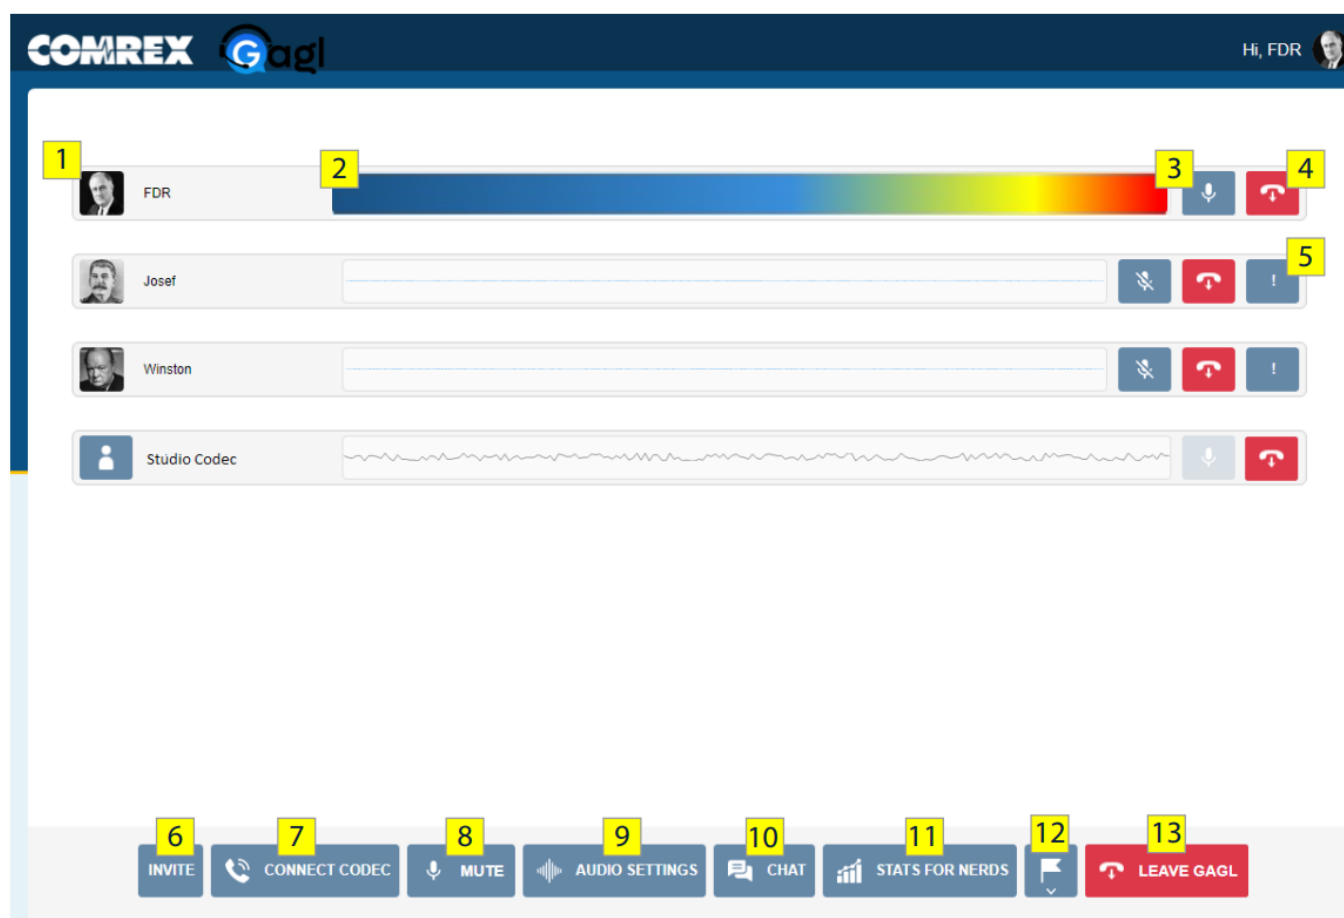 COMREX Gagl
Hi, FDR
1
2
3
4
FDR
5
Josef
!
Winston
!
Studio Codec
6
7
8
9
10
11
12
13
INVITE
CONNECT CODEC
MUTE
AUDIO SETTINGS
CHAT
STATS FOR NERDS
LEAVE GAGL